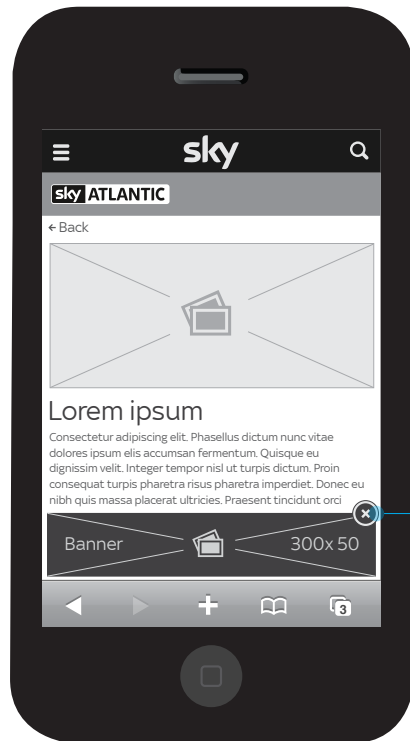 sky
sky ATLANTIC
Back
Lorem ipsum
Consectetur adipiscing elit. Phasellus dictum nunc vitae
dolores ipsum elis accumsan fermentum. Quisque eu
dignissim velit. Integer tempor nisl ut turpis dictum. Proin
consequat turpis pharetra risus pharetra imperdiet. Donec eu
nibh quis massa placerat ultricies. Praesent tincidunt orci
Banner 300x 50
3